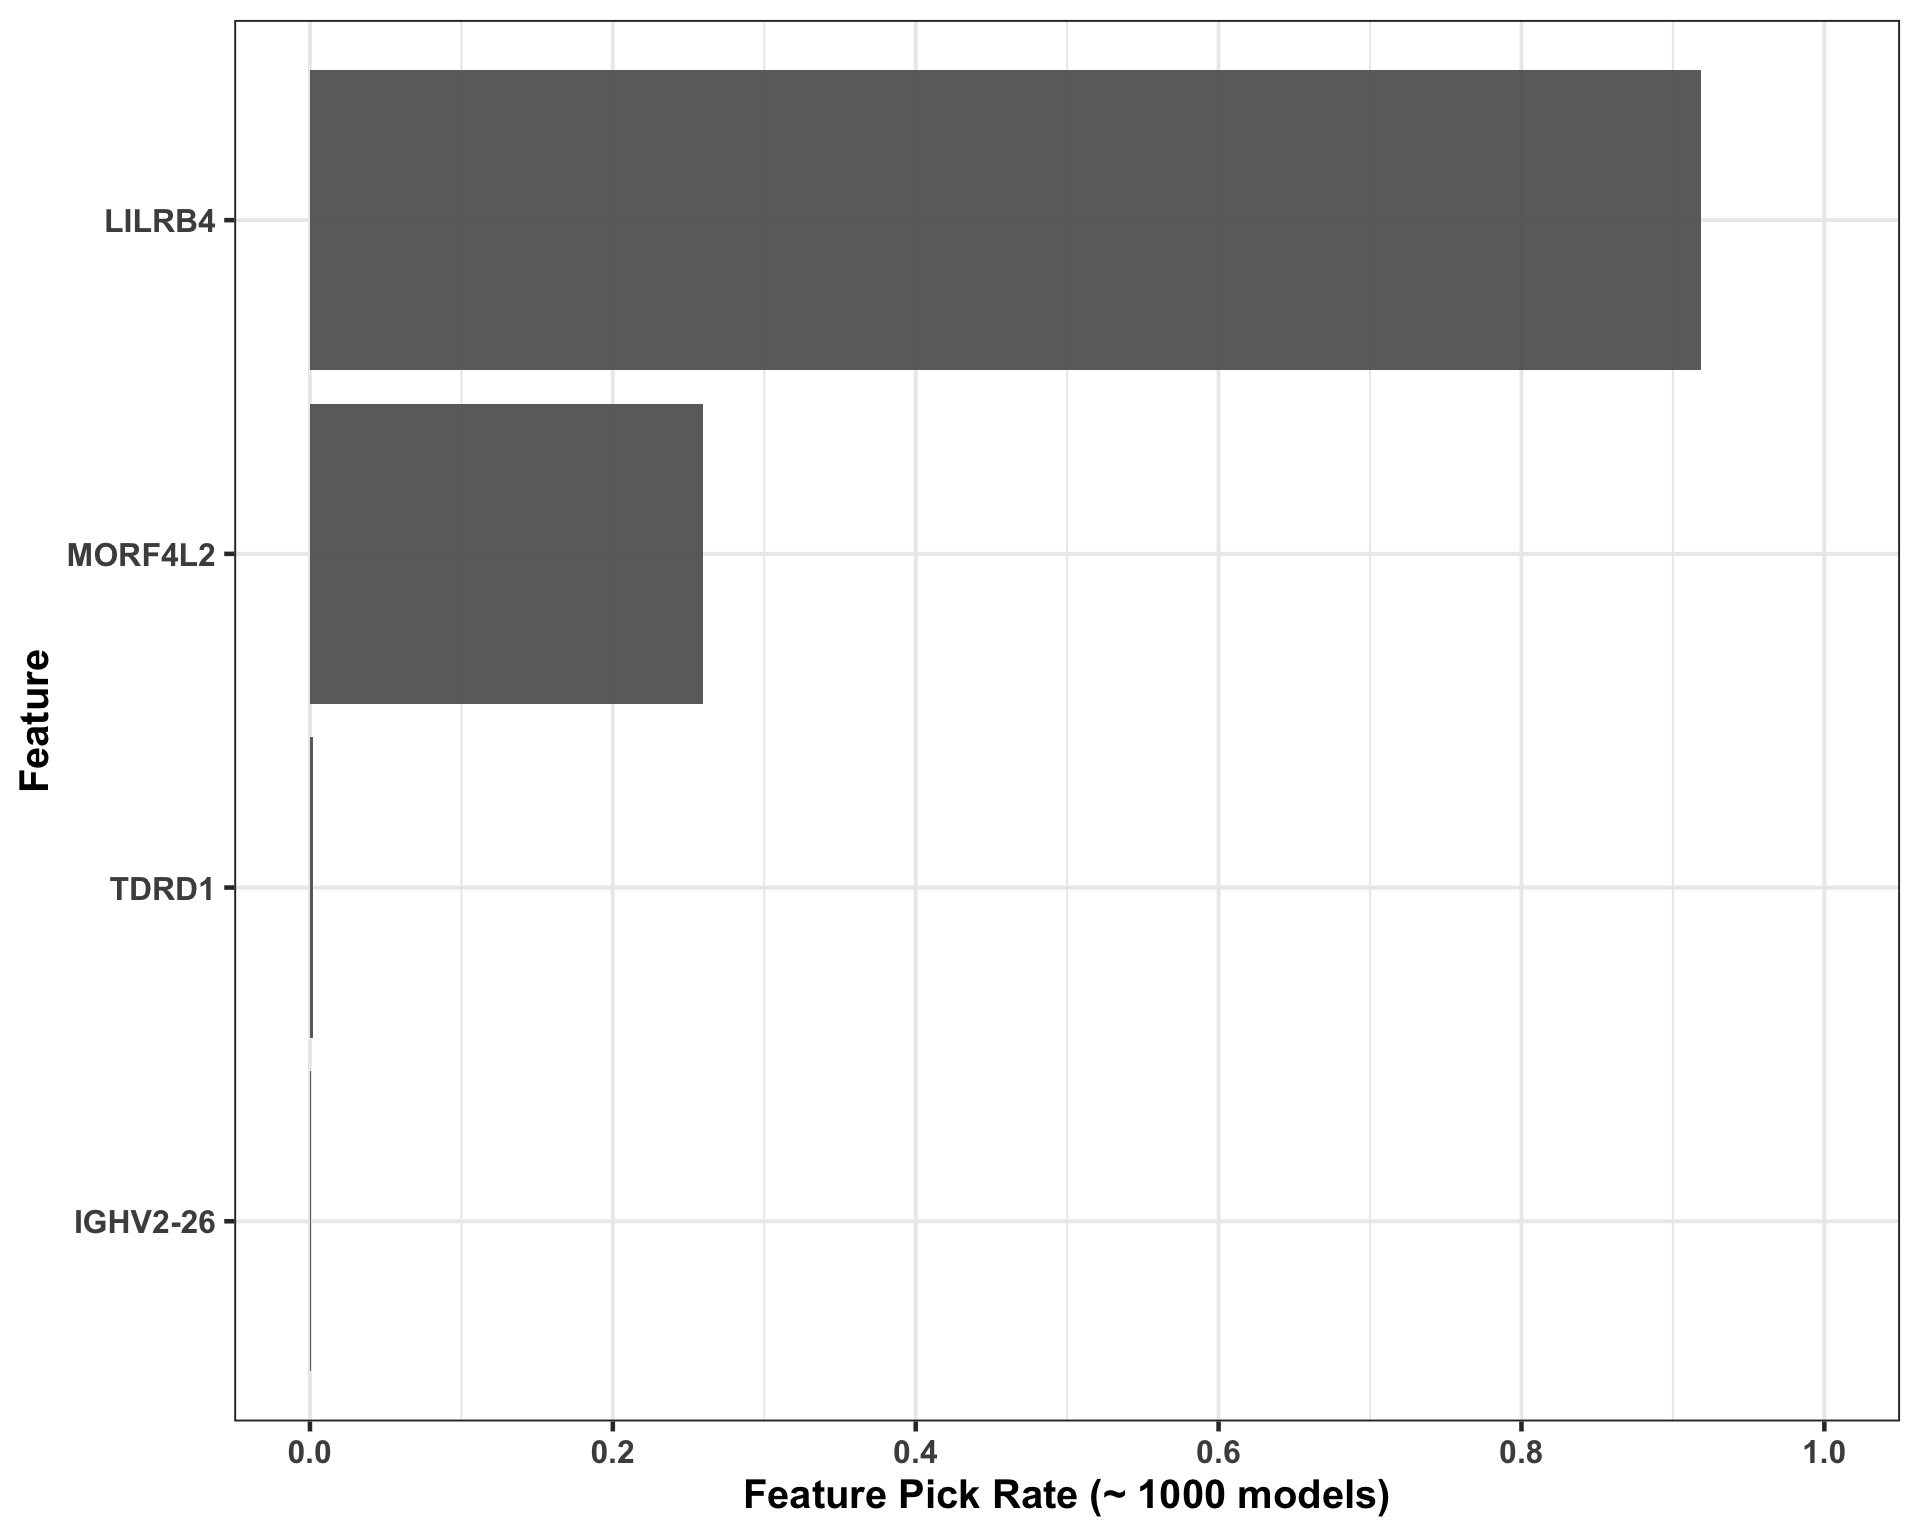 LILRB4
MORF4L2
TDRD1
IGHV2-26
Feature
0.0 0.2 0.4 0.6 0.8 1.0
Feature Pick Rate (~ 1000 models)